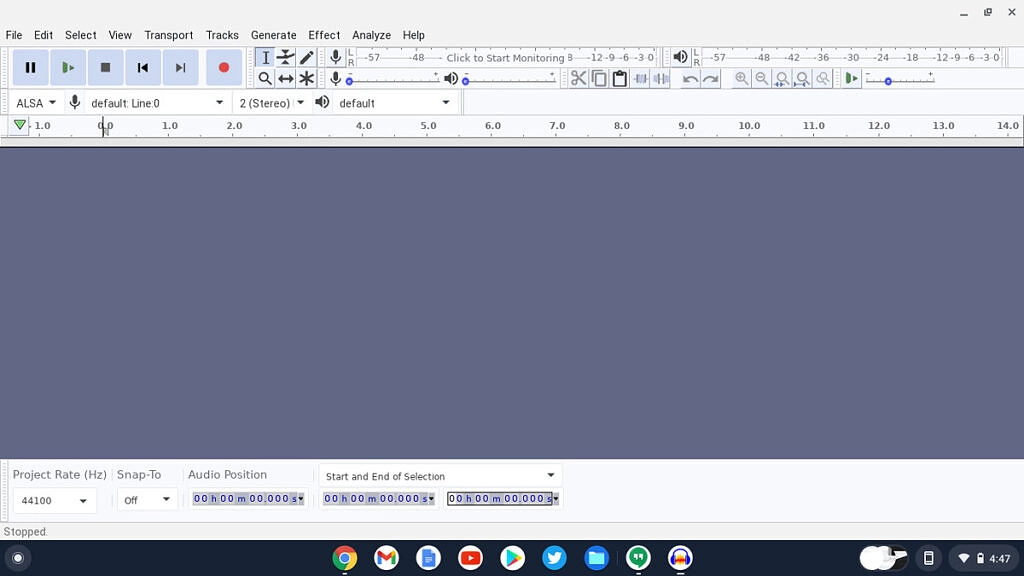 File Edit Select View Transport Tracks Generate Effect Analyze Help
L -57 -48 - Click to Start Monitoring 8 -12 -9 -6 -3 0 L -57 -48 -42 -36 -30 -24 -18 -12 -9 -6 -3 0
R R
- + - + - +
ALSA default: Line:0 2 (Stereo) default
- 1.0 0.0 1.0 2.0 3.0 4.0 5.0 6.0 7.0 8.0 9.0 10.0 11.0 12.0 13.0 14.0
Project Rate (Hz) Snap-To Audio Position Start and End of Selection
44100 Off 00 h 00 m 00.000 s 00 h 00 m 00.000 s 00 h 00 m 00.000 s
Stopped.
4:47